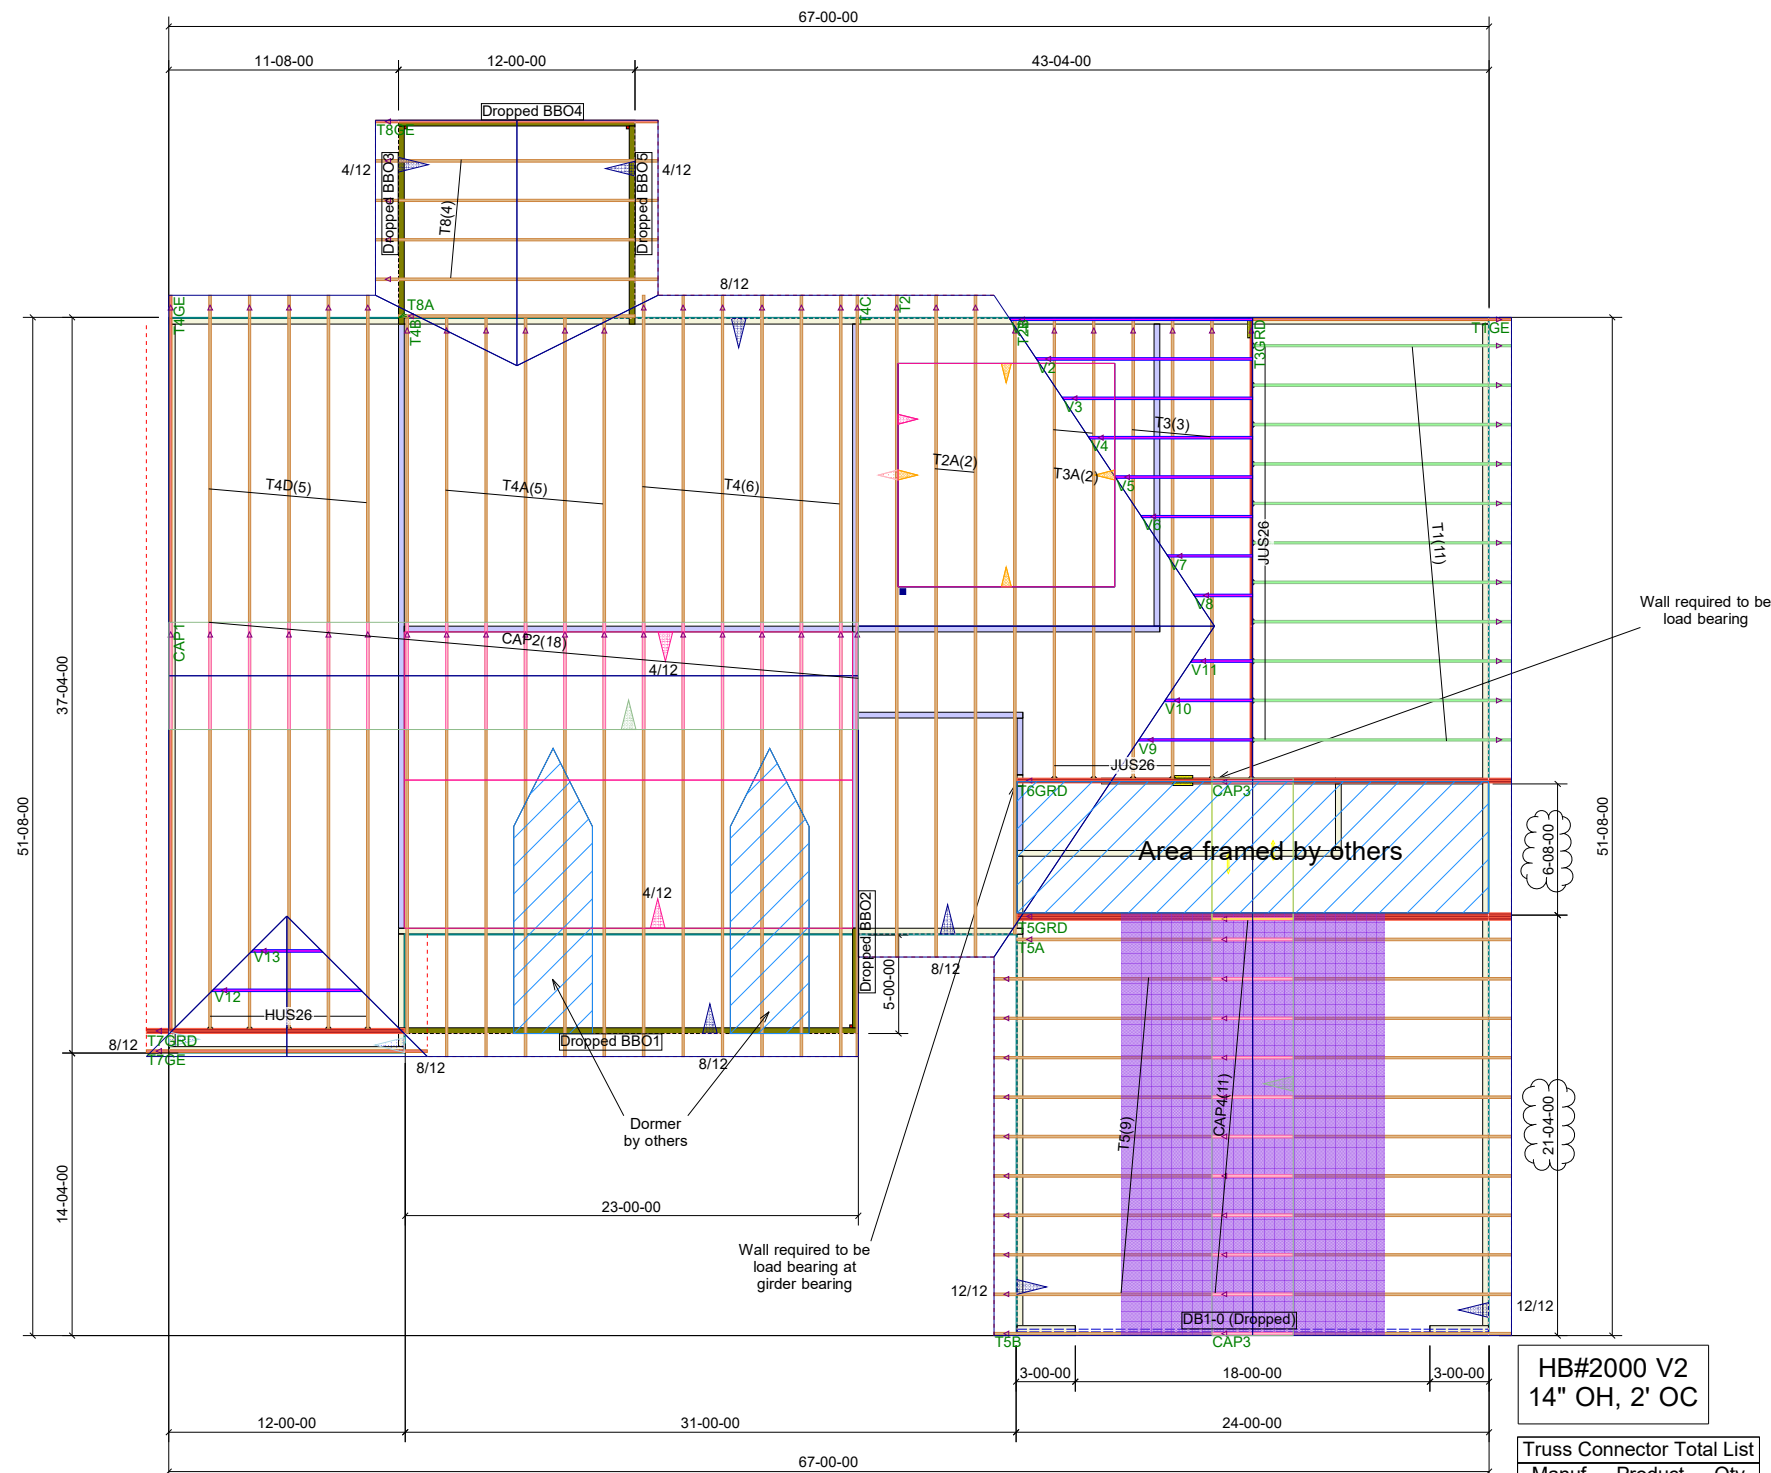 67-00-00
11-08-00
12-00-00
43-04-00
Dropped BBO4
T8GE
4/12
Dropped BBO3
Dropped BBO5
4/12
T8(4)
8/12
T4GE
T8A
T4B
T4C
T2
T3GRD
T1GE
V2
V3
T3(3)
V4
T2A(2)
T3A(2)
V5
T4D(5)
T4A(5)
T4(6)
V6
JUS26
T1(11)
V7
V8
Wall required to be
load bearing
CAP1
CAP2(18)
4/12
V11
V10
V9
JUS26
T6GRD
CAP3
37-04-00
51-08-00
51-08-00
6-08-00
Area framed by others
4/12
Dropped BBO2
T5GRD
T5A
V13
8/12
5-00-00
V12
HUS26
T7GRD
8/12
T7GE
8/12
Dropped BBO1
8/12
Dormer
by others
T5(9)
CAP4(11)
21-04-00
14-04-00
23-00-00
Wall required to be
load bearing at
girder bearing
12/12
12/12
DB1-0 (Dropped)
T5B
CAP3
3-00-00
18-00-00
3-00-00
HB#2000 V2
14" OH, 2' OC
12-00-00
31-00-00
24-00-00
67-00-00
Truss Connector Total List
Manuf Product Qty